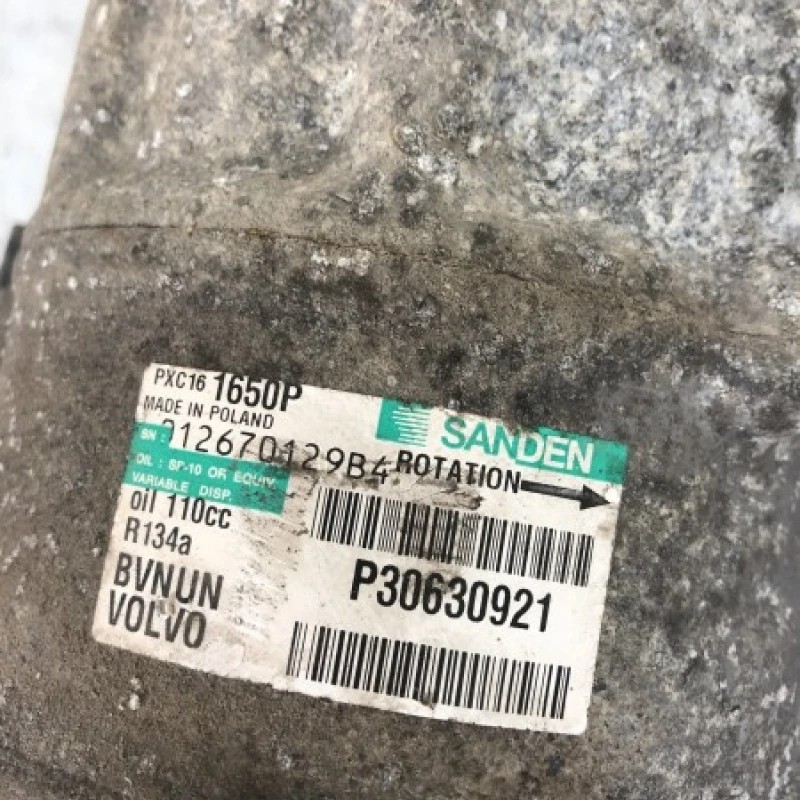 PXC16 1650P
MADE IN POLAND
SANDEN
SN : 912670129B4
ROTATION
OIL : SP-10 OR EQUIV.
VARIABLE DISP.
oil 110cc
R134a
P30630921
BVNUN
VOLVO